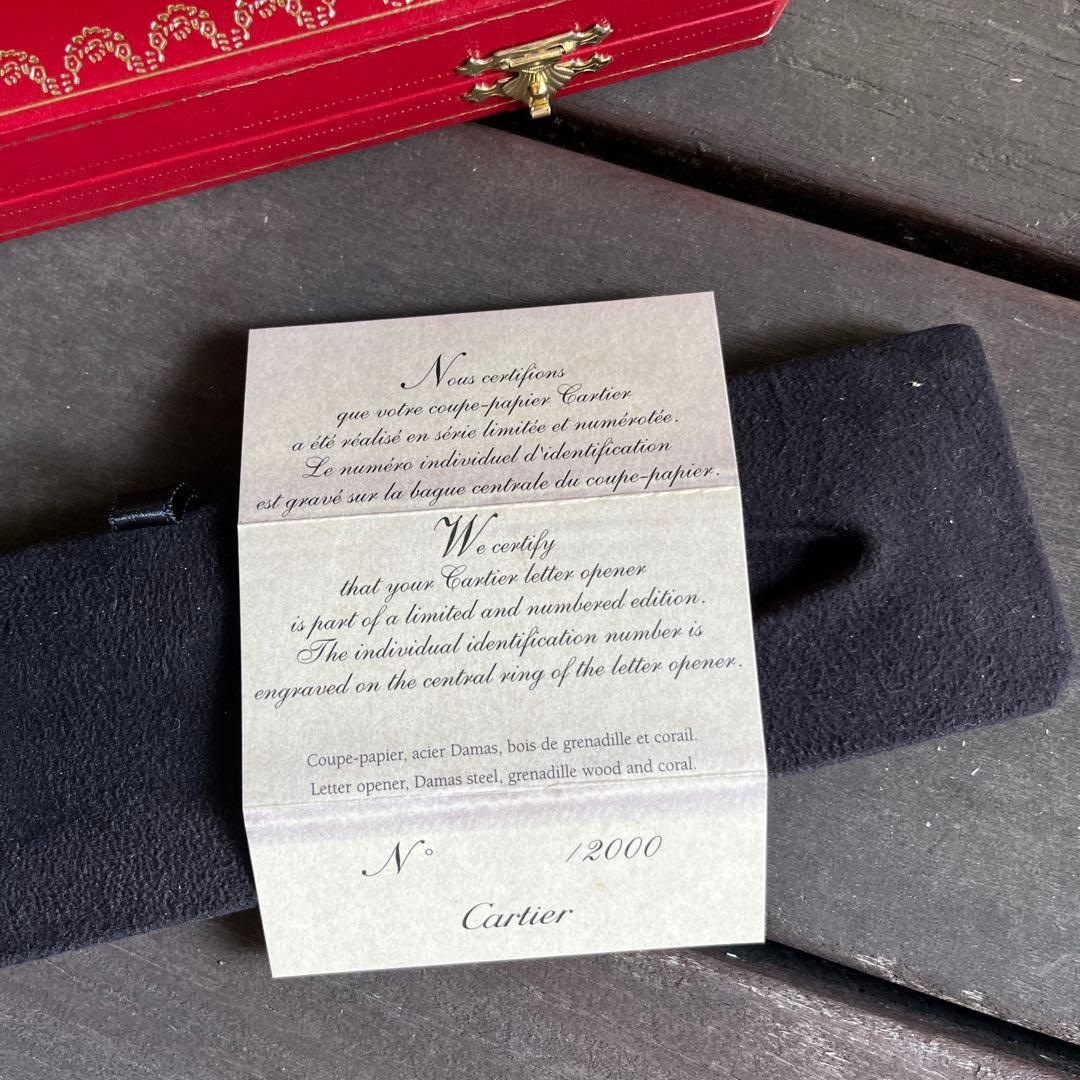 Nous certifions
que votre coupe-papier Cartier
a été réalisé en série limitée et numérotée.
Le numéro individuel d'identification
est gravé sur la bague centrale du coupe-papier.
We certify
that your Cartier letter opener
is part of a limited and numbered edition.
The individual identification number is
engraved on the central ring of the letter opener.
Coupe-papier, acier Damas, bois de grenadille et corail.
Letter opener, Damas steel, grenadille wood and coral.
N° /2000
Cartier